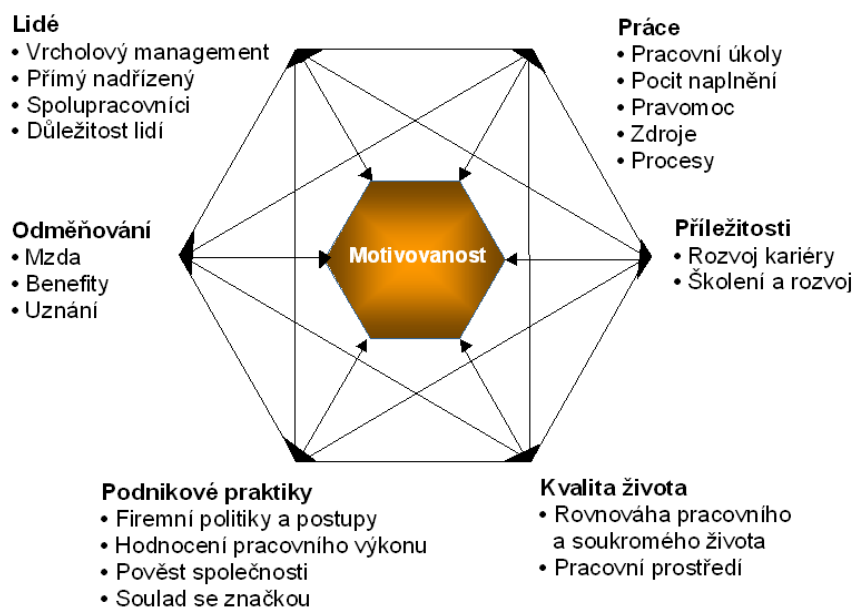 Lidé
• Vrcholový management
• Přímý nadřízený
• Spolupracovníci
• Důležitost lidí
Práce
• Pracovní úkoly
• Pocit naplnění
• Pravomoc
• Zdroje
• Procesy
Odměňování
• Mzda
• Benefity
• Uznání
Motivovanost
Příležitosti
• Rozvoj kariéry
• Školení a rozvoj
Podnikové praktiky
• Firemní politiky a postupy
• Hodnocení pracovního výkonu
• Pověst společnosti
• Soulad se značkou
Kvalita života
• Rovnováha pracovního
a soukromého života
• Pracovní prostředí